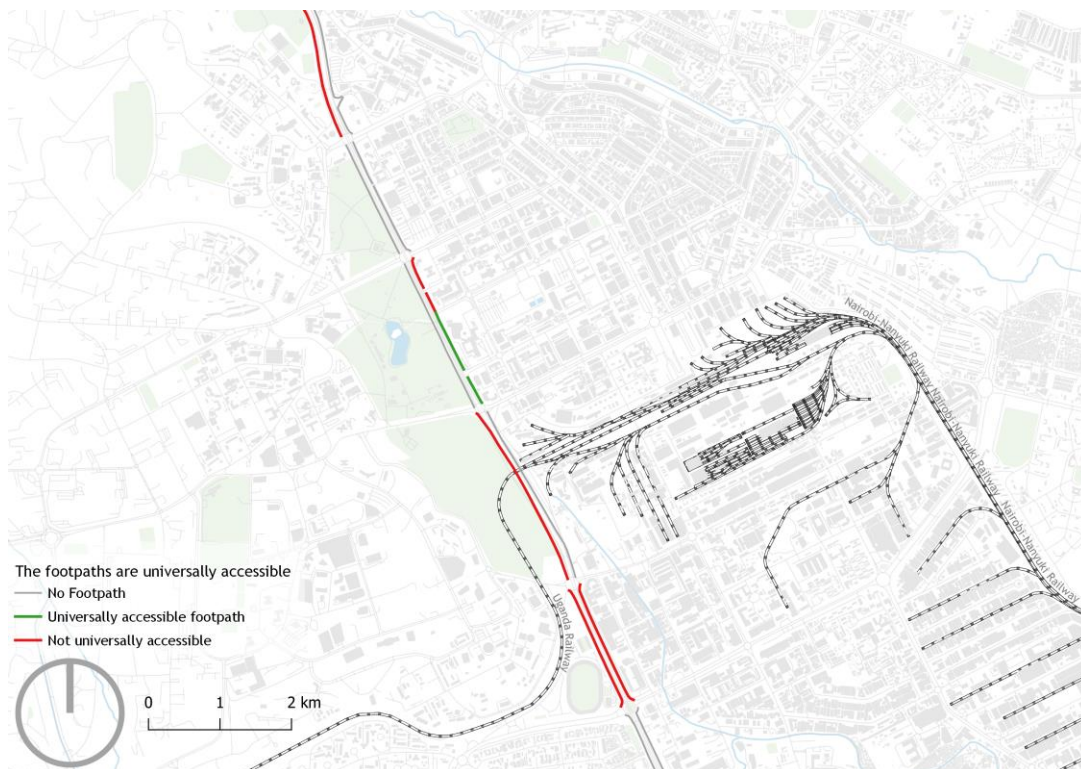 Nairobi-Nanyuki Railway
Nairobi-Nanyuki Railway
Nairobi-Nanyuki Railway
Uganda Railway
The footpaths are universally accessible
No Footpath
Universally accessible footpath
Not universally accessible
0 1 2 km